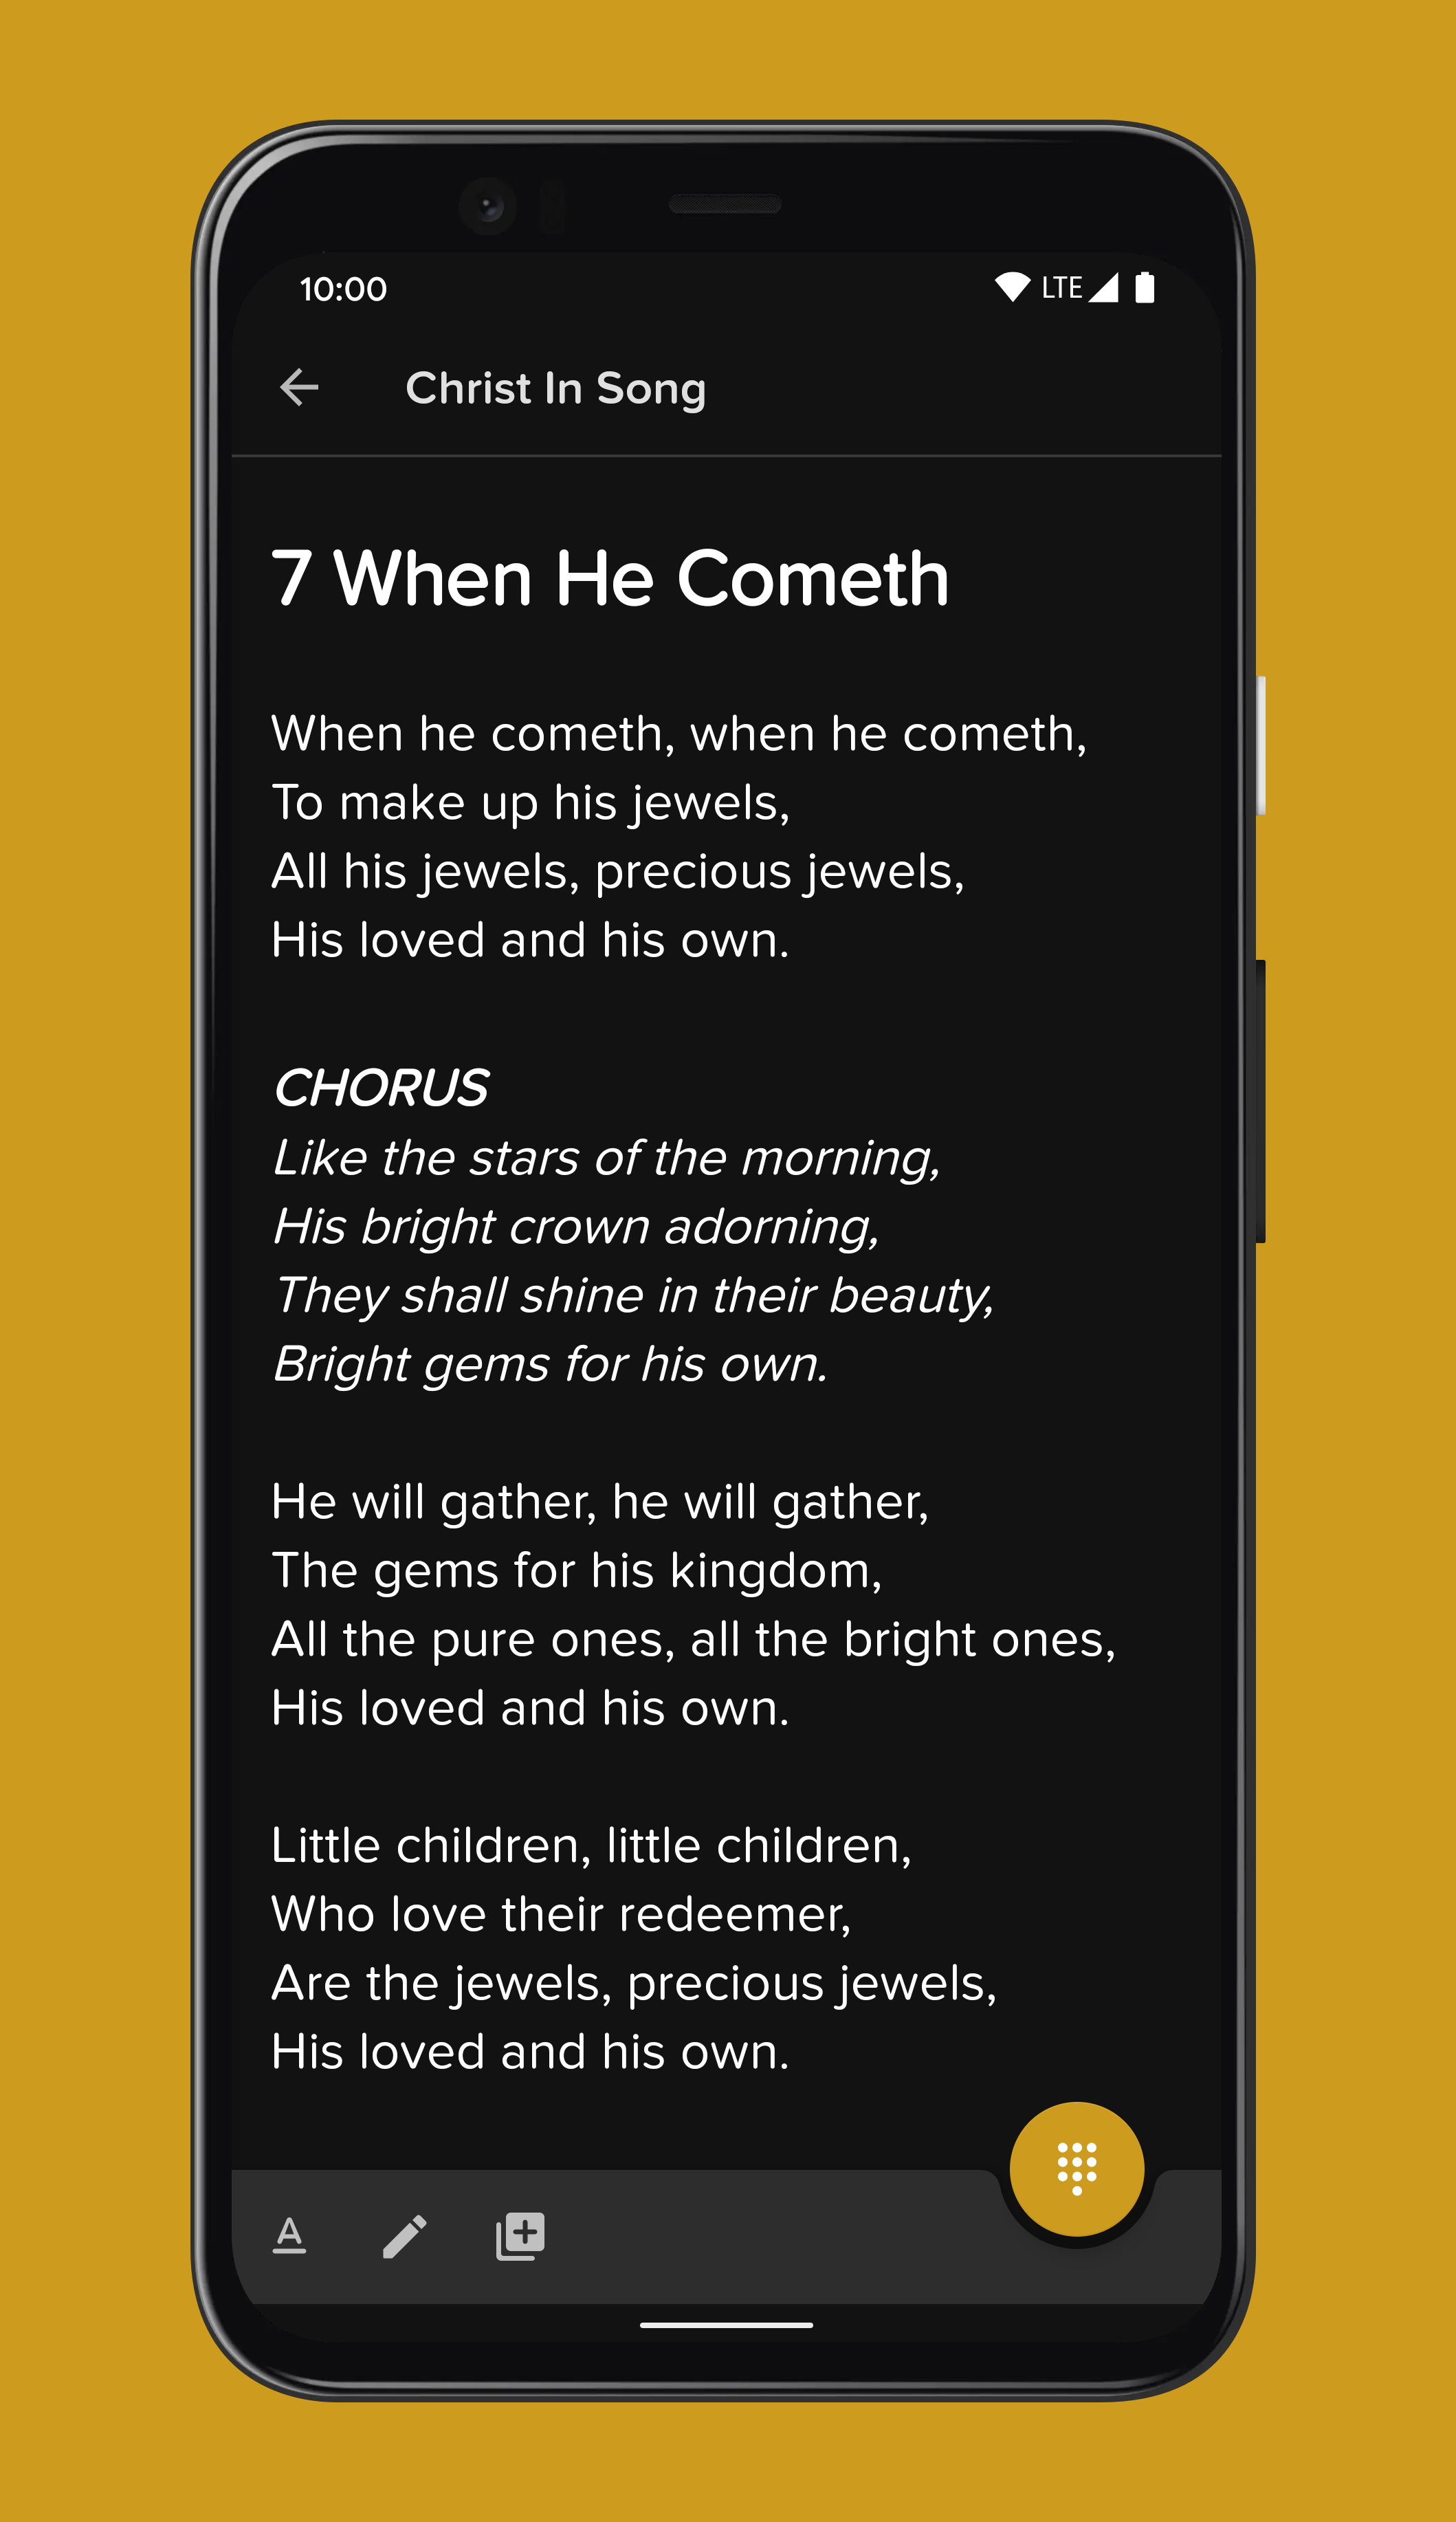 10:00 LTE
Christ In Song
7 When He Cometh
When he cometh, when he cometh,
To make up his jewels,
All his jewels, precious jewels,
His loved and his own.
CHORUS
Like the stars of the morning,
His bright crown adorning,
They shall shine in their beauty,
Bright gems for his own.
He will gather, he will gather,
The gems for his kingdom,
All the pure ones, all the bright ones,
His loved and his own.
Little children, little children,
Who love their redeemer,
Are the jewels, precious jewels,
His loved and his own.
A